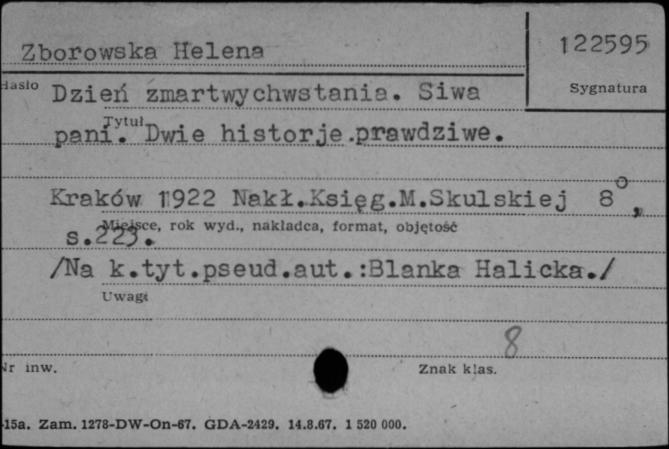 Zborowska Helena
122595
Hasło
Sygnatura
Dzień zmartwychwstania. Siwa
Tytuł
pani. Dwie historje prawdziwe.
Kraków 1922 Nakł.Księg.M.Skulskiej 8°,
Miejsce, rok wyd., nakładca, format, objętość
s.223.
/Na k.tyt.pseud.aut.:Blanka Halicka./
Uwagi
8
Nr inw.
Znak klas.
-15a. Zam. 1278-DW-On-67. GDA-2429. 14.8.67. 1 520 000.